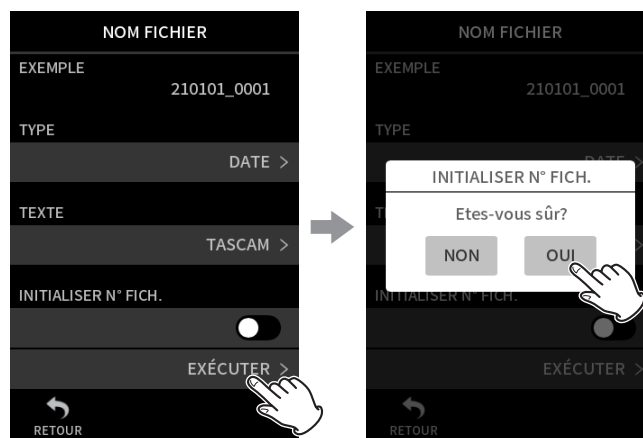 NOM FICHIER
EXEMPLE
210101_0001
TYPE
DATE >
TEXTE
TASCAM >
INITIALISER N° FICH.
EXÉCUTER >
RETOUR
NOM FICHIER
EXEMPLE
210101_0001
TYPE
DATE >
INITIALISER N° FICH.
Etes-vous sûr?
NON
OUI
INITIALISER N° FICH.
EXÉCUTER >
RETOUR